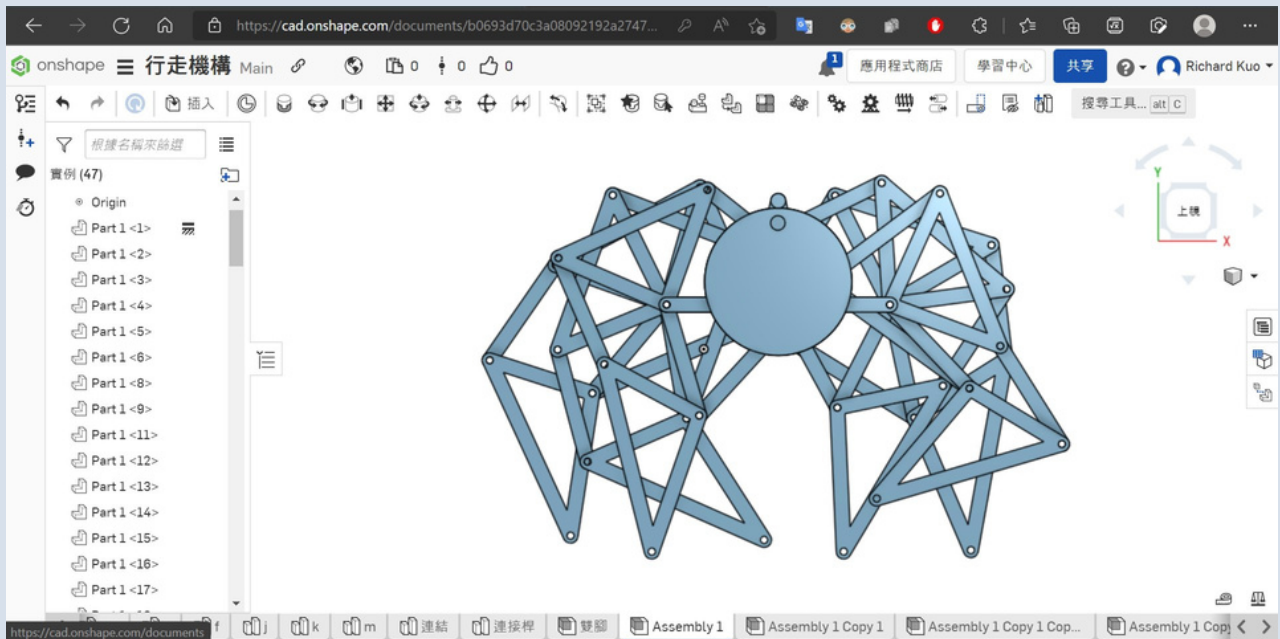 https://cad.onshape.com/documents/b0693d70c3a08092192a2747...
onshape 行走機構 Main 0 0 0 1 應用程式商店 學習中心 共享 Richard Kuo
插入 搜尋工具... alt C
根據名稱來篩選
實例 (47)
Origin
Part 1 <1>
Part 1 <2>
Part 1 <3>
Part 1 <4>
Part 1 <5>
Part 1 <6>
Part 1 <8>
Part 1 <9>
Part 1 <11>
Part 1 <12>
Part 1 <13>
Part 1 <14>
Part 1 <15>
Part 1 <16>
Part 1 <17>
Y
上視
X
f j k m 連結 連接桿 雙腳 Assembly 1 Assembly 1 Copy 1 Assembly 1 Copy 1 Cop... Assembly 1 Copy
https://cad.onshape.com/documents